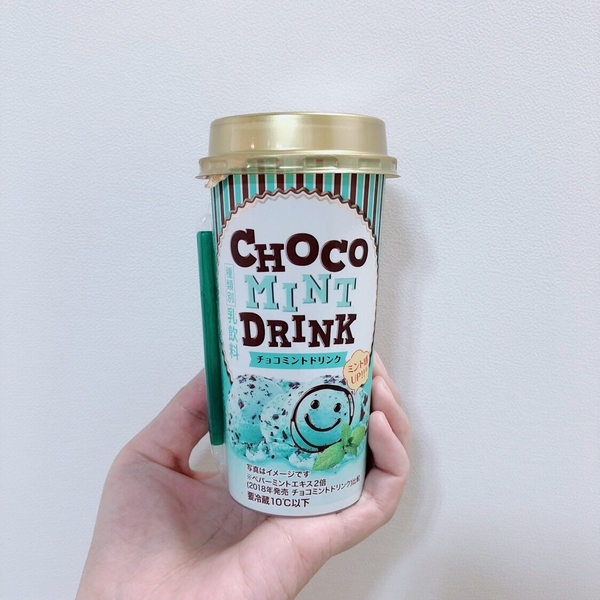 CHOCO
MINT
DRINK
種類別 乳飲料
チョコミントドリンク
ミント感
UP!!!
写真はイメージです
※ペパーミントエキス2倍
(2018年発売 チョコミントドリンク)比較
要冷蔵10℃以下